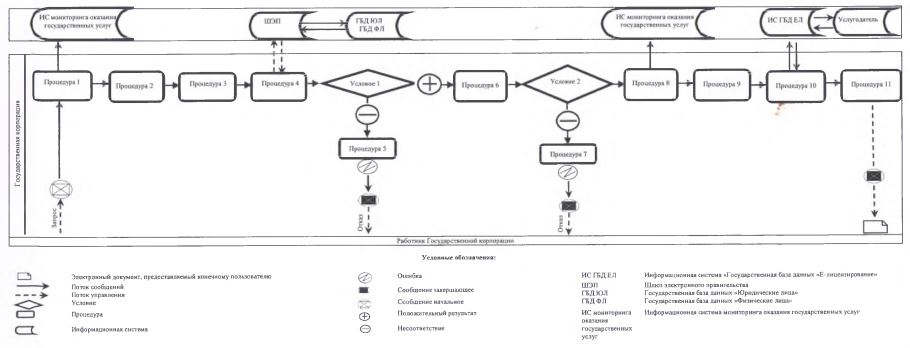 ИС мониторинга оказания
государственных услуг
ШЭП
ГБД ЮЛ
ГБД ФЛ
ИС мониторинга оказания
государственных услуг
ИС ГБД ЕЛ
Услугодатель
Государственная корпорация
Процедура 1
Процедура 2
Процедура 3
Процедура 4
Условие 1
Процедура 6
Условие 2
Процедура 8
Процедура 9
Процедура 10
Процедура 11
Процедура 5
Процедура 7
Запрос
Отказ
Отказ
Работник Государственной корпорации
Условные обозначения:
Электронный документ, предоставляемый конечному пользователю
Поток сообщений
Поток управления
Условие
Процедура
Информационная система
Ошибка
Сообщение завершающее
Сообщение начальное
Положительный результат
Несоответствие
ИС ГБД ЕЛ Информационная система «Государственная база данных «Е-лицензирование»
ШЭП Шлюз электронного правительства
ГБД ЮЛ Государственная база данных «Юридические лица»
ГБД ФЛ Государственная база данных «Физические лица»
ИС мониторинга Информационная система мониторинга оказания государственных услуг
оказания
государственных
услуг